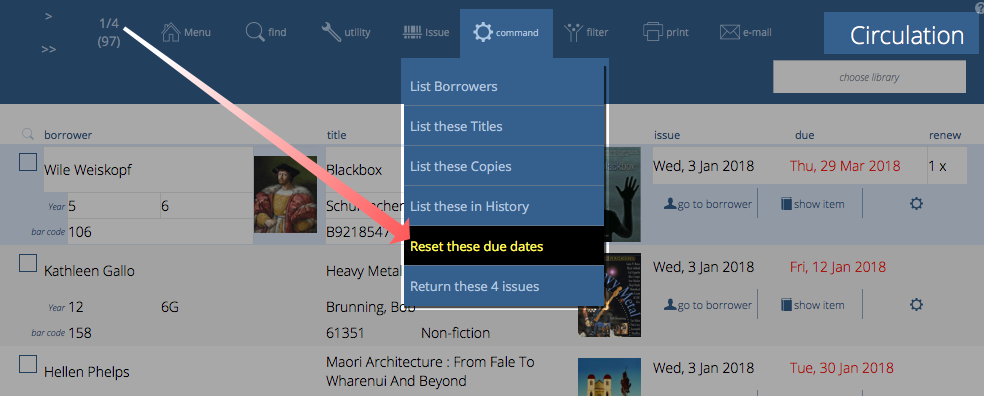 >
1/4
(97)
>>
Menu
find
utility
Issue
command
filter
print
e-mail
?
Circulation
choose library
List Borrowers
List these Titles
List these Copies
List these in History
Reset these due dates
Return these 4 issues
borrower title issue due renew
Wile Weiskopf Blackbox Wed, 3 Jan 2018 Thu, 29 Mar 2018 1 x
Year 5 6 go to borrower show item
bar code 106 B9218547
Kathleen Gallo Heavy Metal Wed, 3 Jan 2018 Fri, 12 Jan 2018
Year 12 6G Brunning, Bob go to borrower show item
bar code 158 61351 Non-fiction
Hellen Phelps Maori Architecture : From Fale To Wed, 3 Jan 2018 Tue, 30 Jan 2018
Wharenui And Beyond